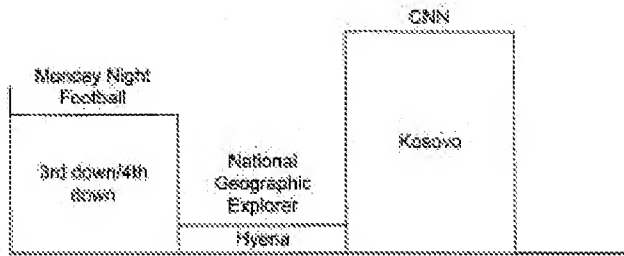 CNN
Monday Night
Football
Kosovo
3rd down/4th
down
National
Geographic
Explorer
Hyena